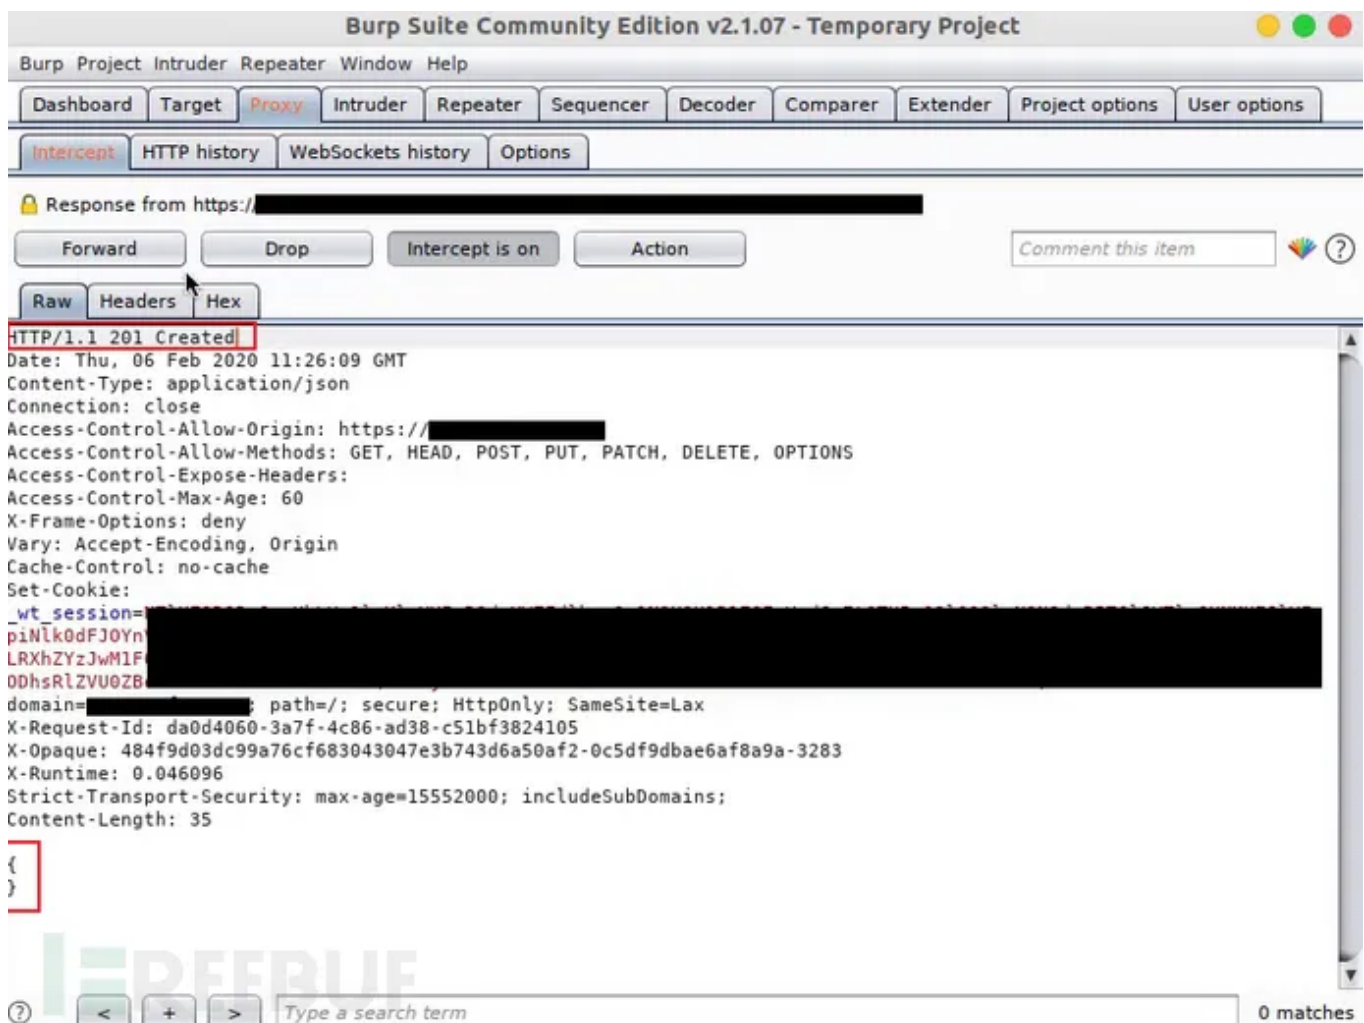 Burp Suite Community Edition v2.1.07 - Temporary Project
Burp Project Intruder Repeater Window Help
Dashboard Target Proxy Intruder Repeater Sequencer Decoder Comparer Extender Project options User options
Intercept HTTP history WebSockets history Options
Response from https:/
Forward Drop Intercept is on Action Comment this item ?
Raw Headers Hex
HTTP/1.1 201 Created
Date: Thu, 06 Feb 2020 11:26:09 GMT
Content-Type: application/json
Connection: close
Access-Control-Allow-Origin: https://
Access-Control-Allow-Methods: GET, HEAD, POST, PUT, PATCH, DELETE, OPTIONS
Access-Control-Expose-Headers:
Access-Control-Max-Age: 60
X-Frame-Options: deny
Vary: Accept-Encoding, Origin
Cache-Control: no-cache
Set-Cookie:
_wt_session=
piNlk0dFJOYn
LRXhZYzJwM1F
ODhsRlZVU0ZB
domain= ; path=/; secure; HttpOnly; SameSite=Lax
X-Request-Id: da0d4060-3a7f-4c86-ad38-c51bf3824105
X-Opaque: 484f9d03dc99a76cf683043047e3b743d6a50af2-0c5df9dbae6af8a9a-3283
X-Runtime: 0.046096
Strict-Transport-Security: max-age=15552000; includeSubDomains;
Content-Length: 35
{
}
FREEBUF
? < + > Type a search term 0 matches